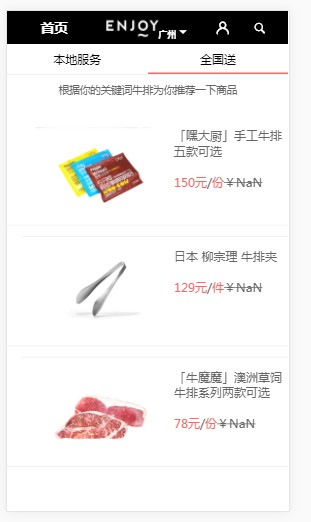 首页 ENJOY 广州
本地服务 全国送
根据你的关键词牛排为你推荐一下商品
「嘿大厨」手工牛排
五款可选
150元/份￥NaN
日本 柳宗理 牛排夹
129元/件￥NaN
「牛魔魔」澳洲草饲
牛排系列两款可选
78元/份￥NaN